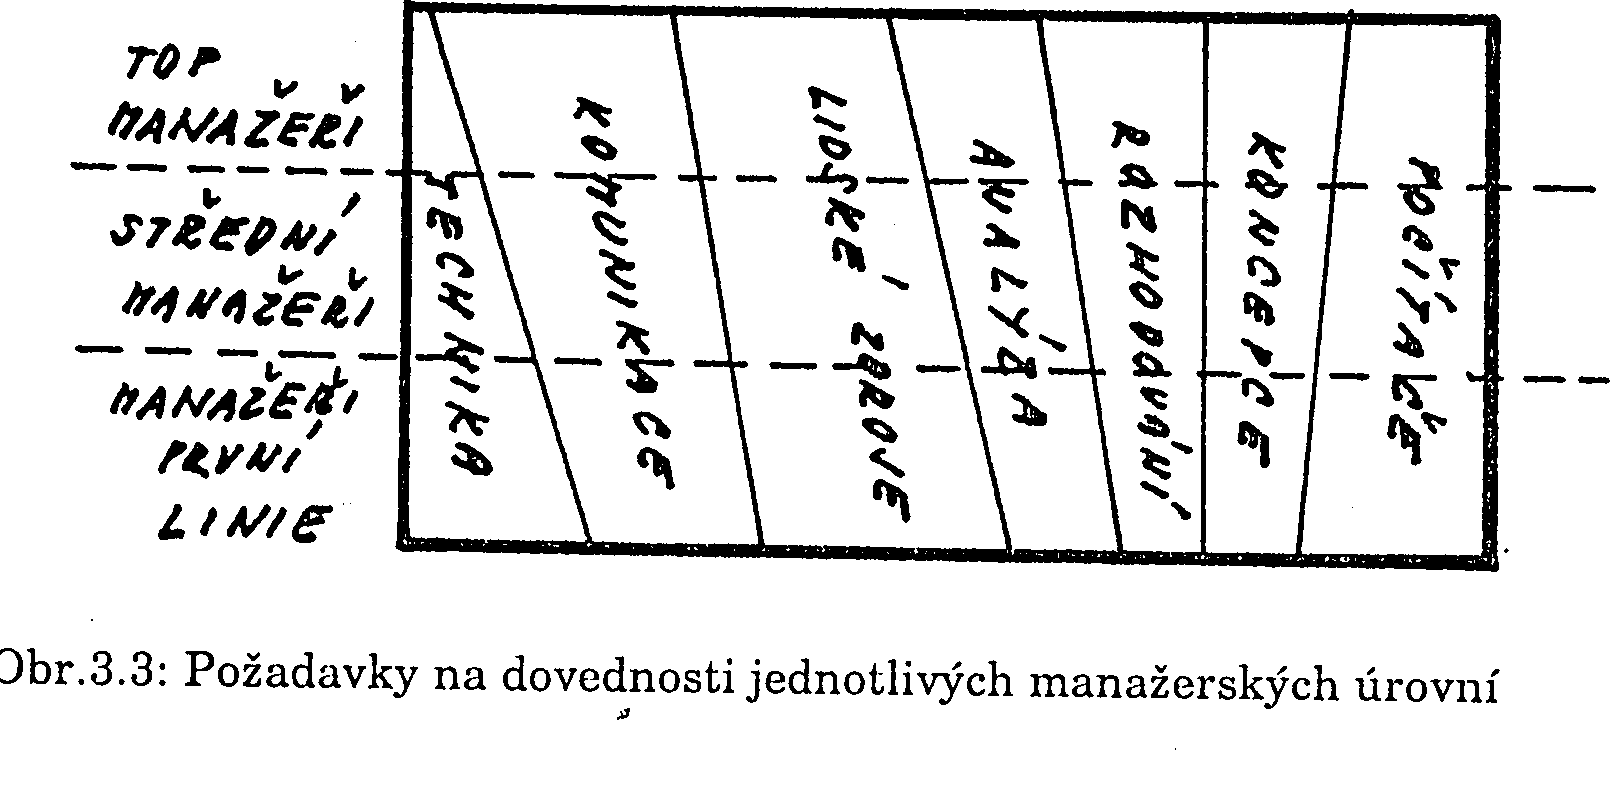 TOP
MANAŽEŘI
STŘEDNÍ
MANAŽEŘI
MANAŽEŘI
PRVNÍ
LINIE
TECHNIKA
KOMUNIKACE
LIDSKÉ ZDROJE
ANALÝZA
ROZHODOVÁNÍ
KONCEPCE
POČÍTAČE
Obr.3.3: Požadavky na dovednosti jednotlivých manažerských úrovní